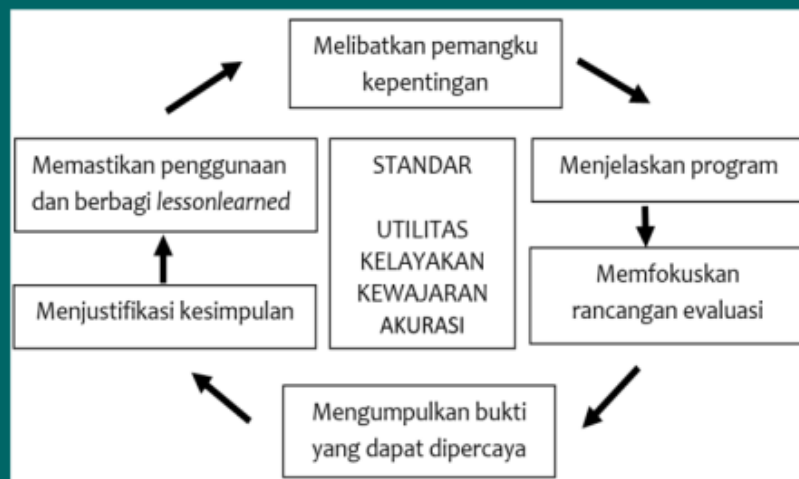 Melibatkan pemangku
kepentingan
Menjelaskan program
Memfokuskan
rancangan evaluasi
Mengumpulkan bukti
yang dapat dipercaya
Menjustifikasi kesimpulan
Memastikan penggunaan
dan berbagi lessonlearned
STANDAR
UTILITAS
KELAYAKAN
KEWAJARAN
AKURASI